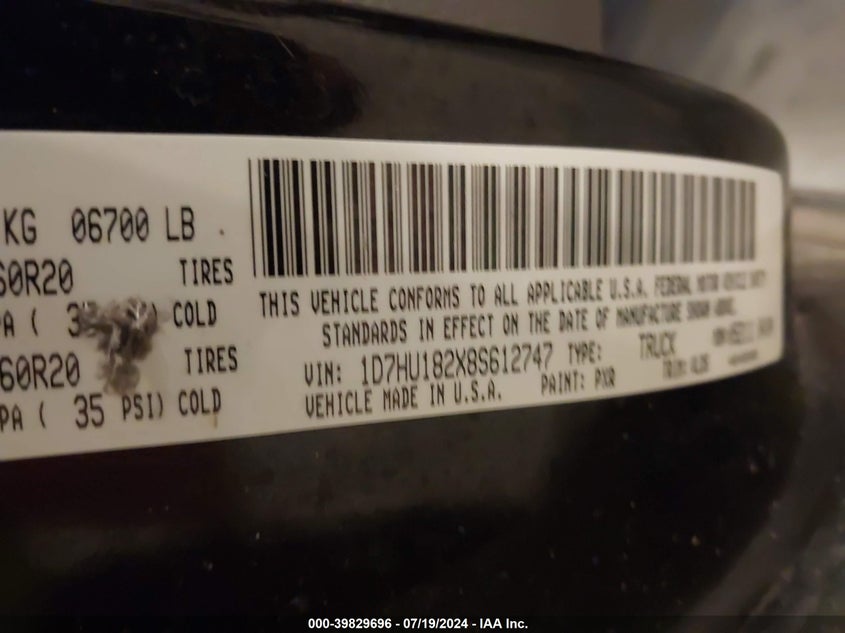 KG 06700 LB
60R20 TIRES
PA ( COLD
60R20 TIRES
PA ( 35 PSI) COLD
THIS VEHICLE CONFORMS TO ALL APPLICABLE U.S.A. FEDERAL MOTOR VEHICLE SAFETY
STANDARDS IN EFFECT ON THE DATE OF MANUFACTURE SHOWN ABOVE.
VIN: 1D7HU182X8S612747 TYPE: TRUCK
VEHICLE MADE IN U.S.A. PAINT: PXR TRIM:
000-39829696 - 07/19/2024 - IAA Inc.